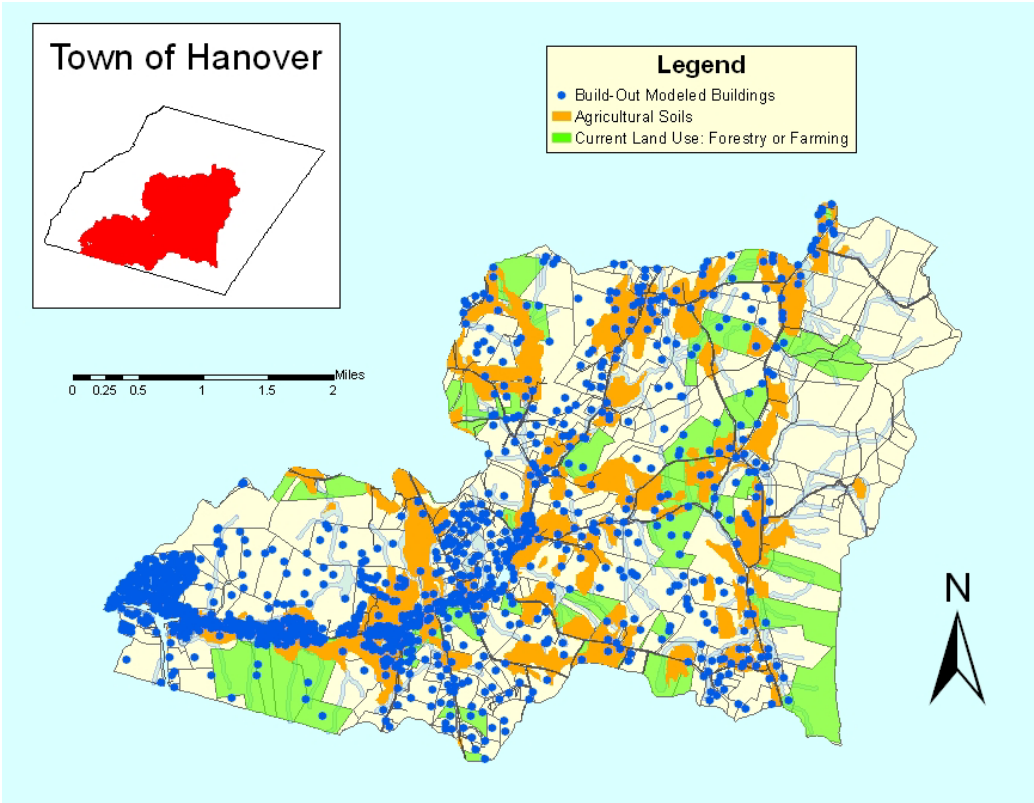 Town of Hanover
Legend
Build-Out Modeled Buildings
Agricultural Soils
Current Land Use: Forestry or Farming
Miles
0 0.25 0.5 1 1.5 2
N